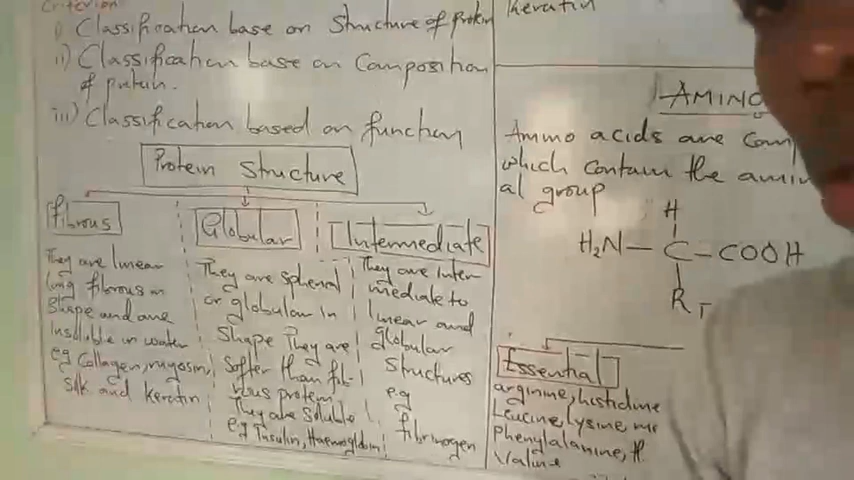 Criterion
i) Classification base on Structure of protein
ii) Classification base on Composition
of protein.
iii) Classification based on function
Protein Structure
fibrous
They are linear
long fibrous in
Shape and are
insoluble in water
eg Collagen,
Silk and Keratin
Globular
They are
or globular in
Shape They are
Softer than fib-
rous protein
They are Soluble
e.g Insulin,
Intermediate
They are inter-
mediate to
linear and
globular
Structures
e.g
fibrinogen
Keratin
AMINO
Amino acids are Com
which contain the amin
al group
H
H₂N – C – COOH
R
Essential
arginine, histidine
Leucine, lysine, me
Phenylalanine, t
Valine